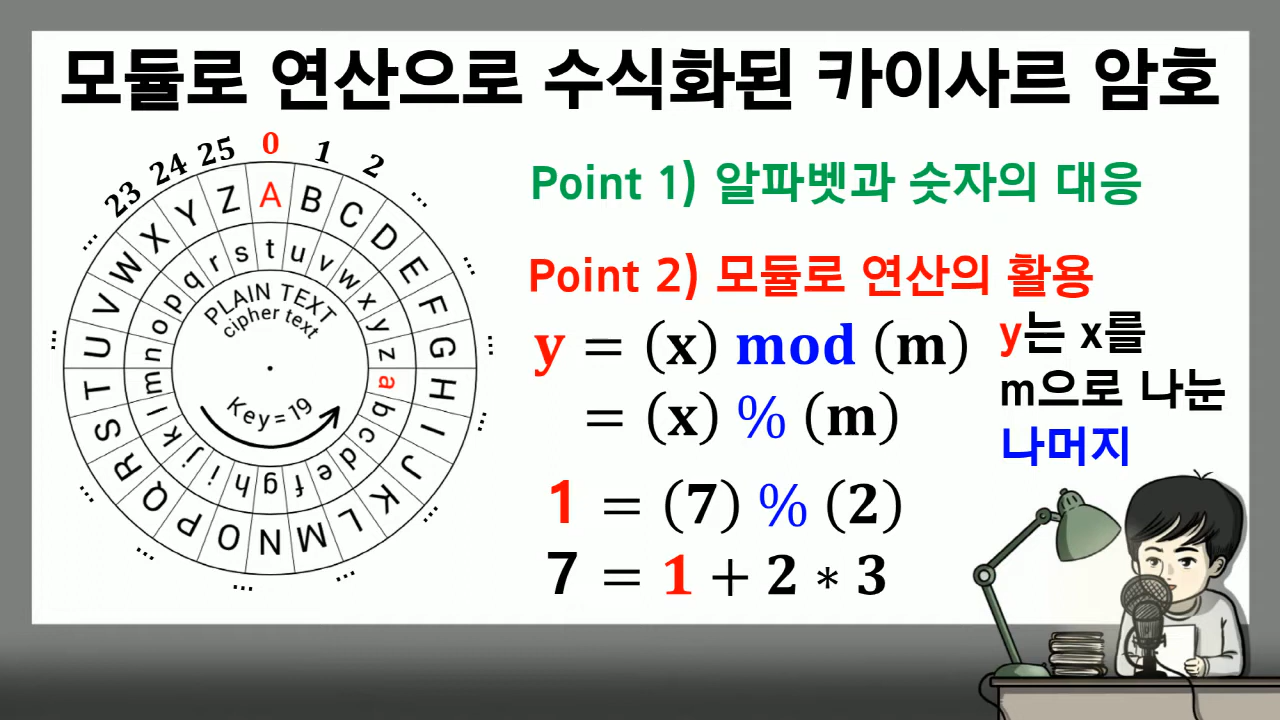 모듈로 연산으로 수식화된 카이사르 암호
23 24 25 0 1 2 ...
A B C D E F G H I J K L M N O P Q R S T U V W X Y Z
t u v w x y z a b c d e f g h i j k l m n o p q r s
PLAIN TEXT
cipher text
Key=19
Point 1) 알파벳과 숫자의 대응
Point 2) 모듈로 연산의 활용
y = (x) mod (m)
= (x) % (m)
y는 x를
m으로 나눈
나머지
1 = (7) % (2)
7 = 1 + 2 * 3